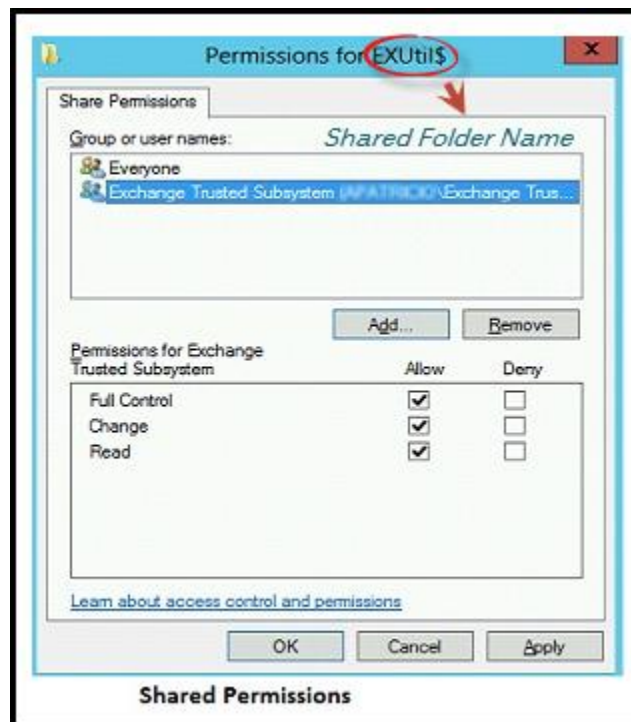 Permissions for EXUtil$
x
Share Permissions
Group or user names:
Shared Folder Name
Everyone
Exchange Trusted Subsystem \Exchange Trus...
Add...
Remove
Permissions for Exchange
Trusted Subsystem
Allow
Deny
Full Control
Change
Read
Learn about access control and permissions
OK
Cancel
Apply
Shared Permissions